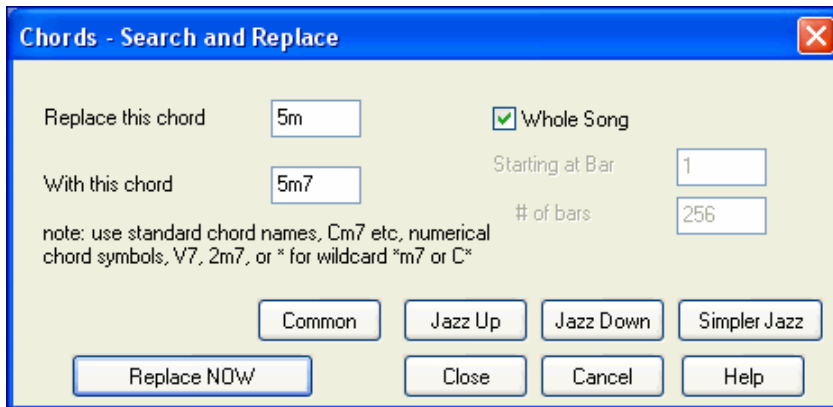 Chords - Search and Replace
Replace this chord
5m
Whole Song
With this chord
5m7
Starting at Bar
1
# of bars
256
note: use standard chord names, Cm7 etc, numerical
chord symbols, V7, 2m7, or * for wildcard *m7 or C*
Common
Jazz Up
Jazz Down
Simpler Jazz
Replace NOW
Close
Cancel
Help